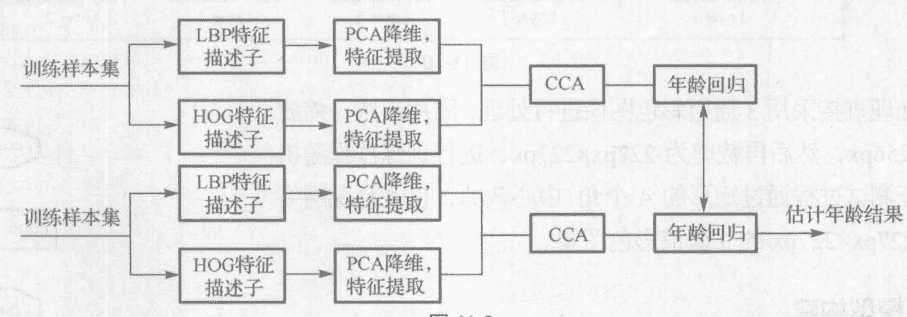 LBP特征
描述子
PCA降维，
特征提取
训练样本集
CCA
年龄回归
HOG特征
描述子
PCA降维，
特征提取
LBP特征
描述子
PCA降维，
特征提取
训练样本集
CCA
年龄回归
估计年龄结果
HOG特征
描述子
PCA降维，
特征提取